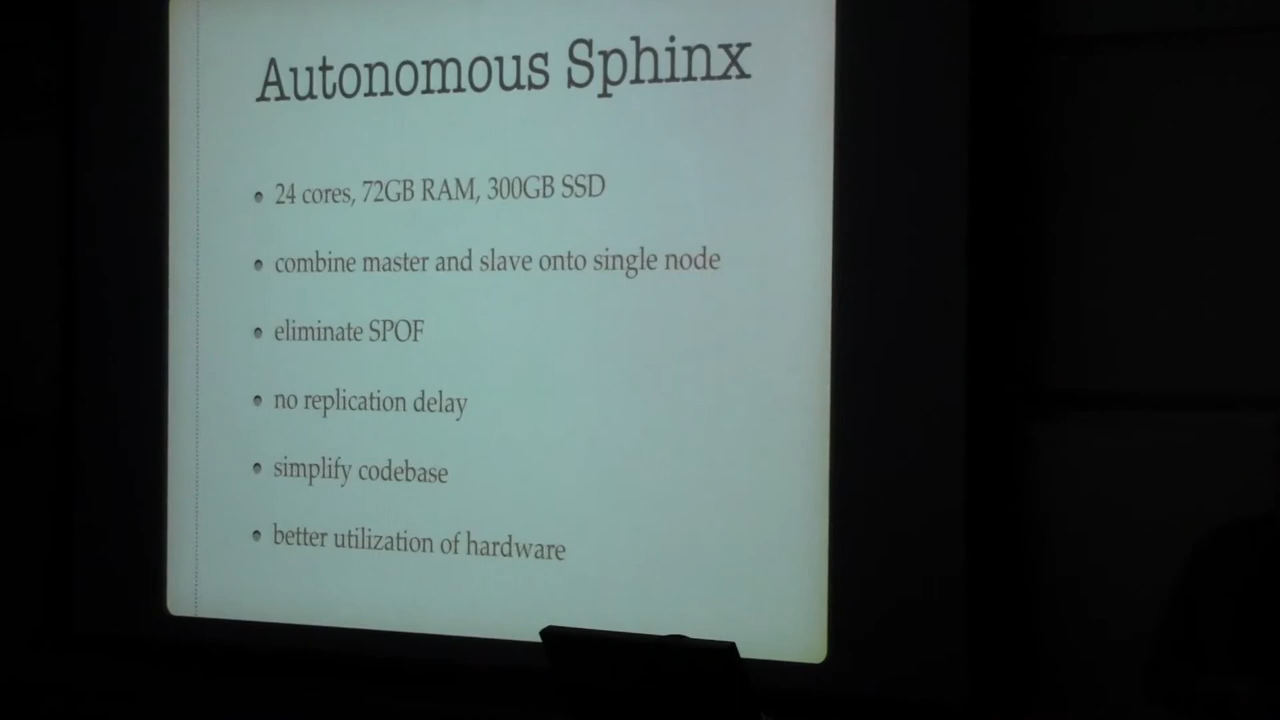 Autonomous Sphinx
• 24 cores, 72GB RAM, 300GB SSD
• combine master and slave onto single node
• eliminate SPOF
• no replication delay
• simplify codebase
• better utilization of hardware